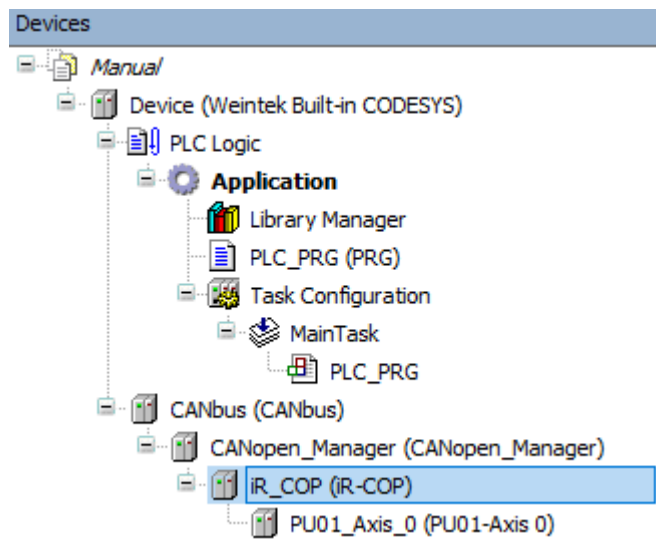 Devices
Manual
Device (Weintek Built-in CODESYS)
PLC Logic
Application
Library Manager
PLC_PRG (PRG)
Task Configuration
MainTask
PLC_PRG
CANbus (CANbus)
CANopen_Manager (CANopen_Manager)
iR_COP (iR-COP)
PU01_Axis_0 (PU01-Axis 0)